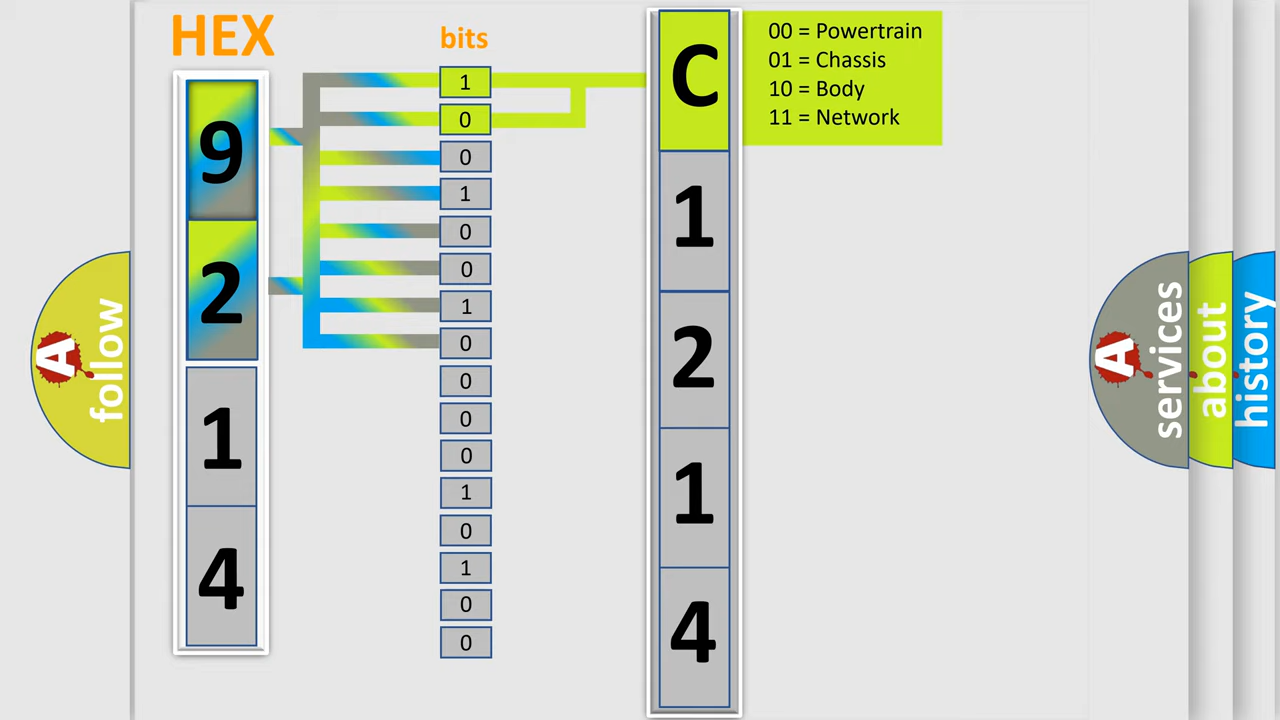 HEX
bits
9
2
1
4
1
0
0
1
0
0
1
0
0
0
0
1
0
1
0
0
C
1
2
1
4
00 = Powertrain
01 = Chassis
10 = Body
11 = Network
A follow
A services
about
history